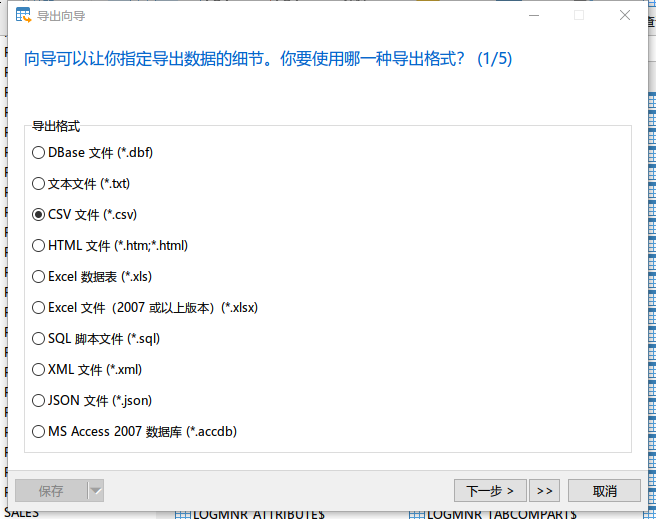 导出向导
查
向导可以让你指定导出数据的细节。你要使用哪一种导出格式？ (1/5)
导出格式
DBase 文件 (*.dbf)
文本文件 (*.txt)
CSV 文件 (*.csv)
HTML 文件 (*.htm;*.html)
Excel 数据表 (*.xls)
Excel 文件（2007 或以上版本）(*.xlsx)
SQL 脚本文件 (*.sql)
XML 文件 (*.xml)
JSON 文件 (*.json)
MS Access 2007 数据库 (*.accdb)
保存 下一步 > >> 取消
SALES LOGMNR_ATTRIBUTE$ LOGMNR_TABCOMPART$